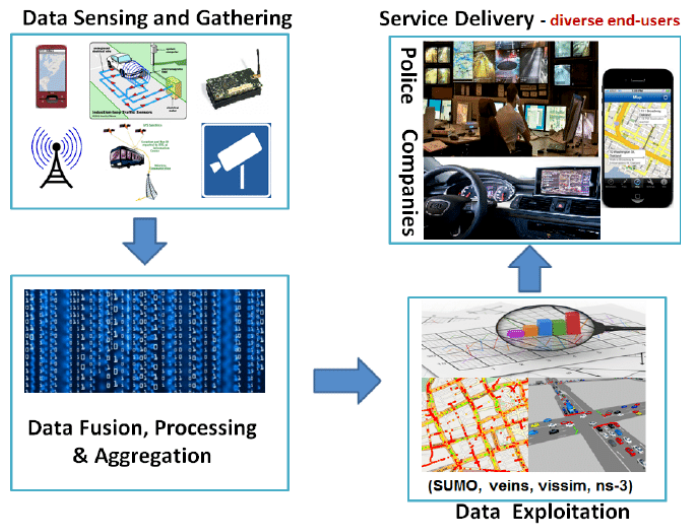 Data Sensing and Gathering
Service Delivery - diverse end-users
Police Companies
Map
Data Fusion, Processing
& Aggregation
(SUMO, veins, vissim, ns-3)
Data Exploitation